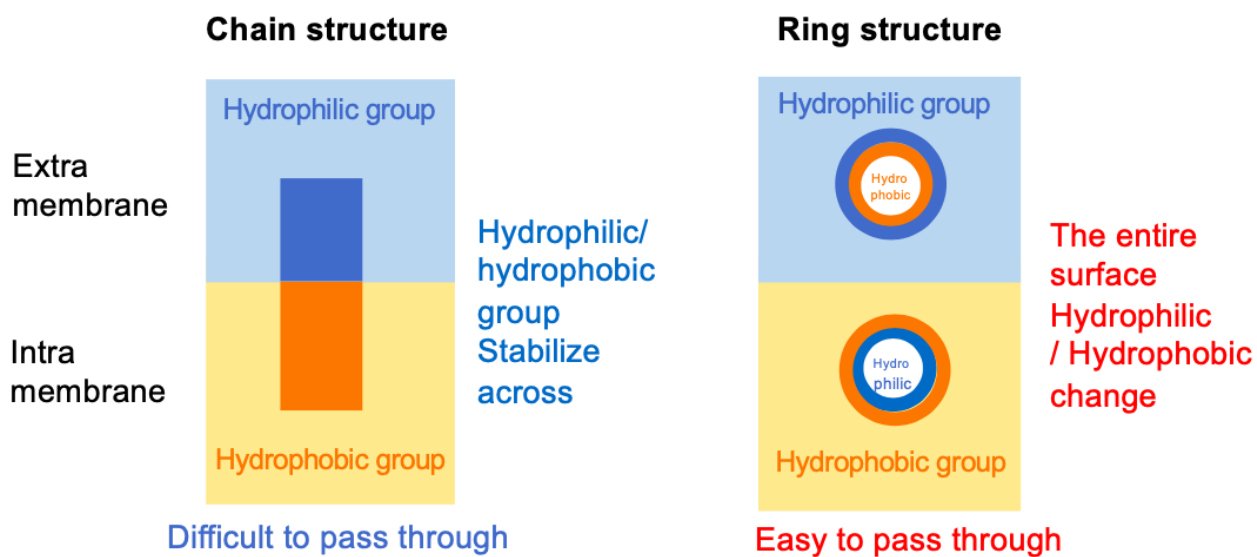 Chain structure
Hydrophilic group
Extra
membrane
Intra
membrane
Hydrophobic group
Difficult to pass through
Hydrophilic/
hydrophobic
group
Stabilize
across
Ring structure
Hydrophilic group
Hydro
phobic
Hydro
philic
Hydrophobic group
Easy to pass through
The entire
surface
Hydrophilic
/ Hydrophobic
change